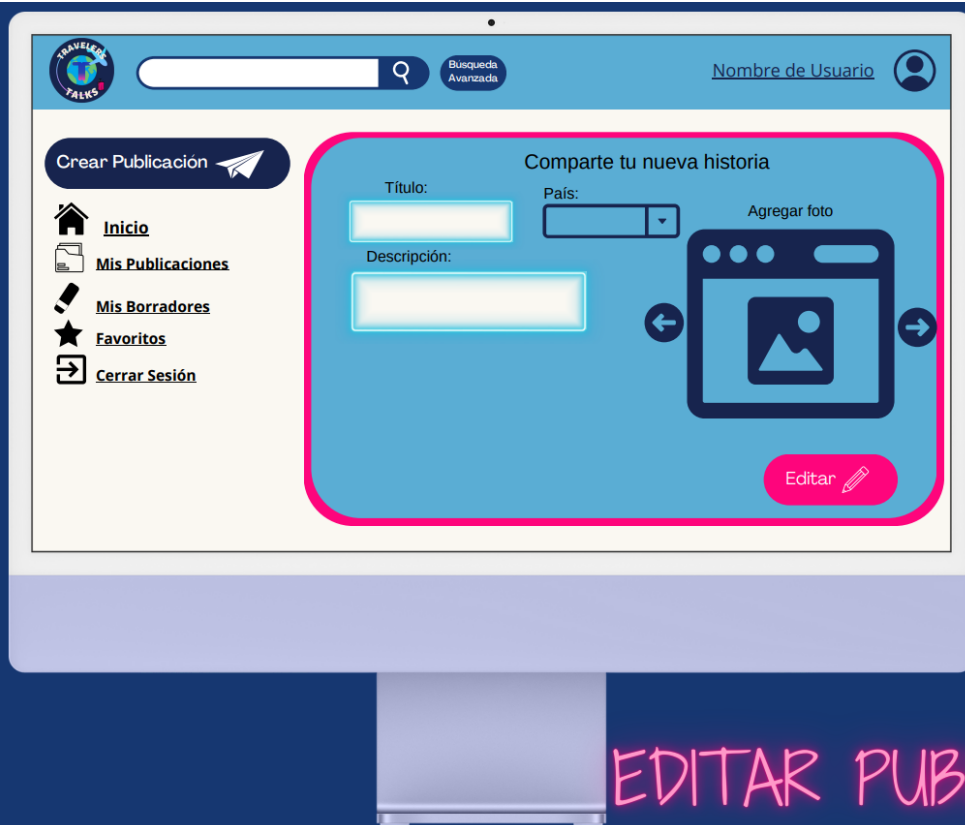 TRAVELERS
TALKS
Búsqueda
Avanzada
Nombre de Usuario
Crear Publicación
Inicio
Mis Publicaciones
Mis Borradores
Favoritos
Cerrar Sesión
Comparte tu nueva historia
Título:
País:
Agregar foto
Descripción:
Editar
EDITAR PUB